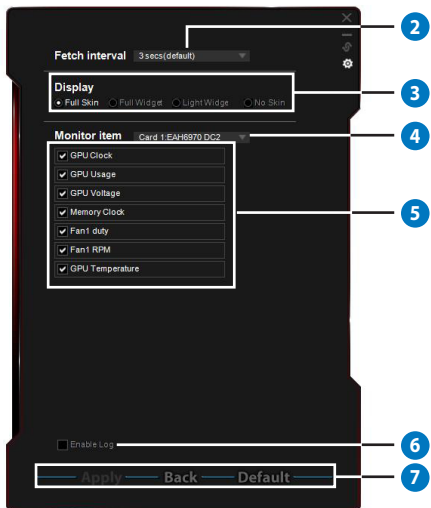 2
Fetch interval 3 secs(default)
Display 3
Full Skin Full Widget Light Widge No Skin
Monitor item Card 1:EAH6970 DC2 4
GPU Clock
GPU Usage
GPU Voltage
Memory Clock 5
Fan1 duty
Fan1 RPM
GPU Temperature
Enable Log 6
Apply Back Default 7